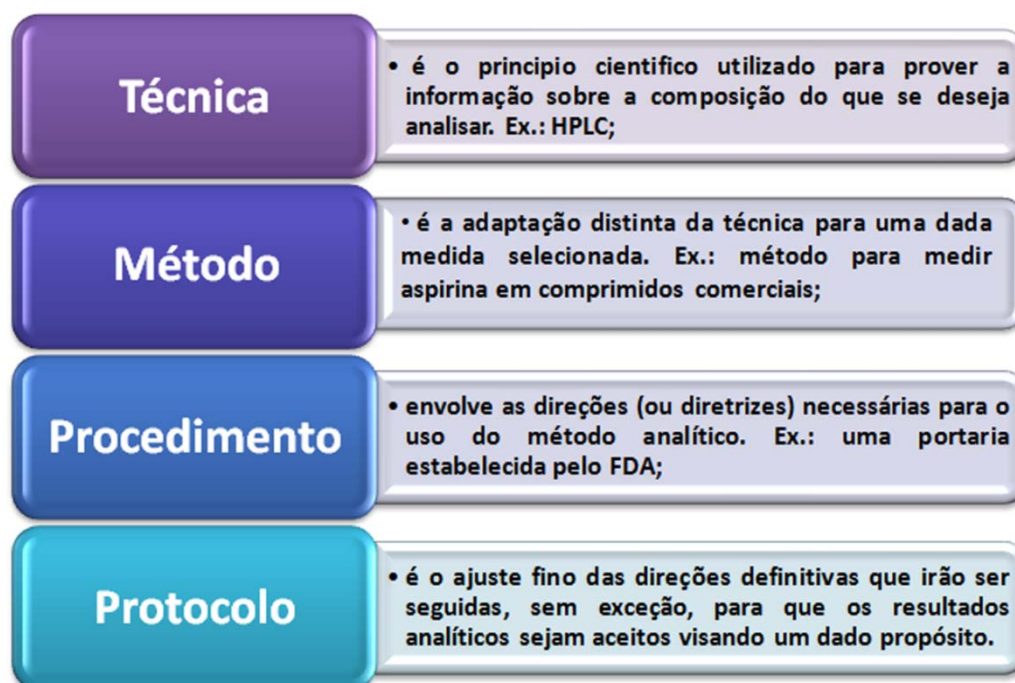 Técnica
• é o principio cientifico utilizado para prover a
informação sobre a composição do que se deseja
analisar. Ex.: HPLC;
Método
• é a adaptação distinta da técnica para uma dada
medida selecionada. Ex.: método para medir
aspirina em comprimidos comerciais;
Procedimento
• envolve as direções (ou diretrizes) necessárias para o
uso do método analítico. Ex.: uma portaria
estabelecida pelo FDA;
Protocolo
• é o ajuste fino das direções definitivas que irão ser
seguidas, sem exceção, para que os resultados
analíticos sejam aceitos visando um dado propósito.